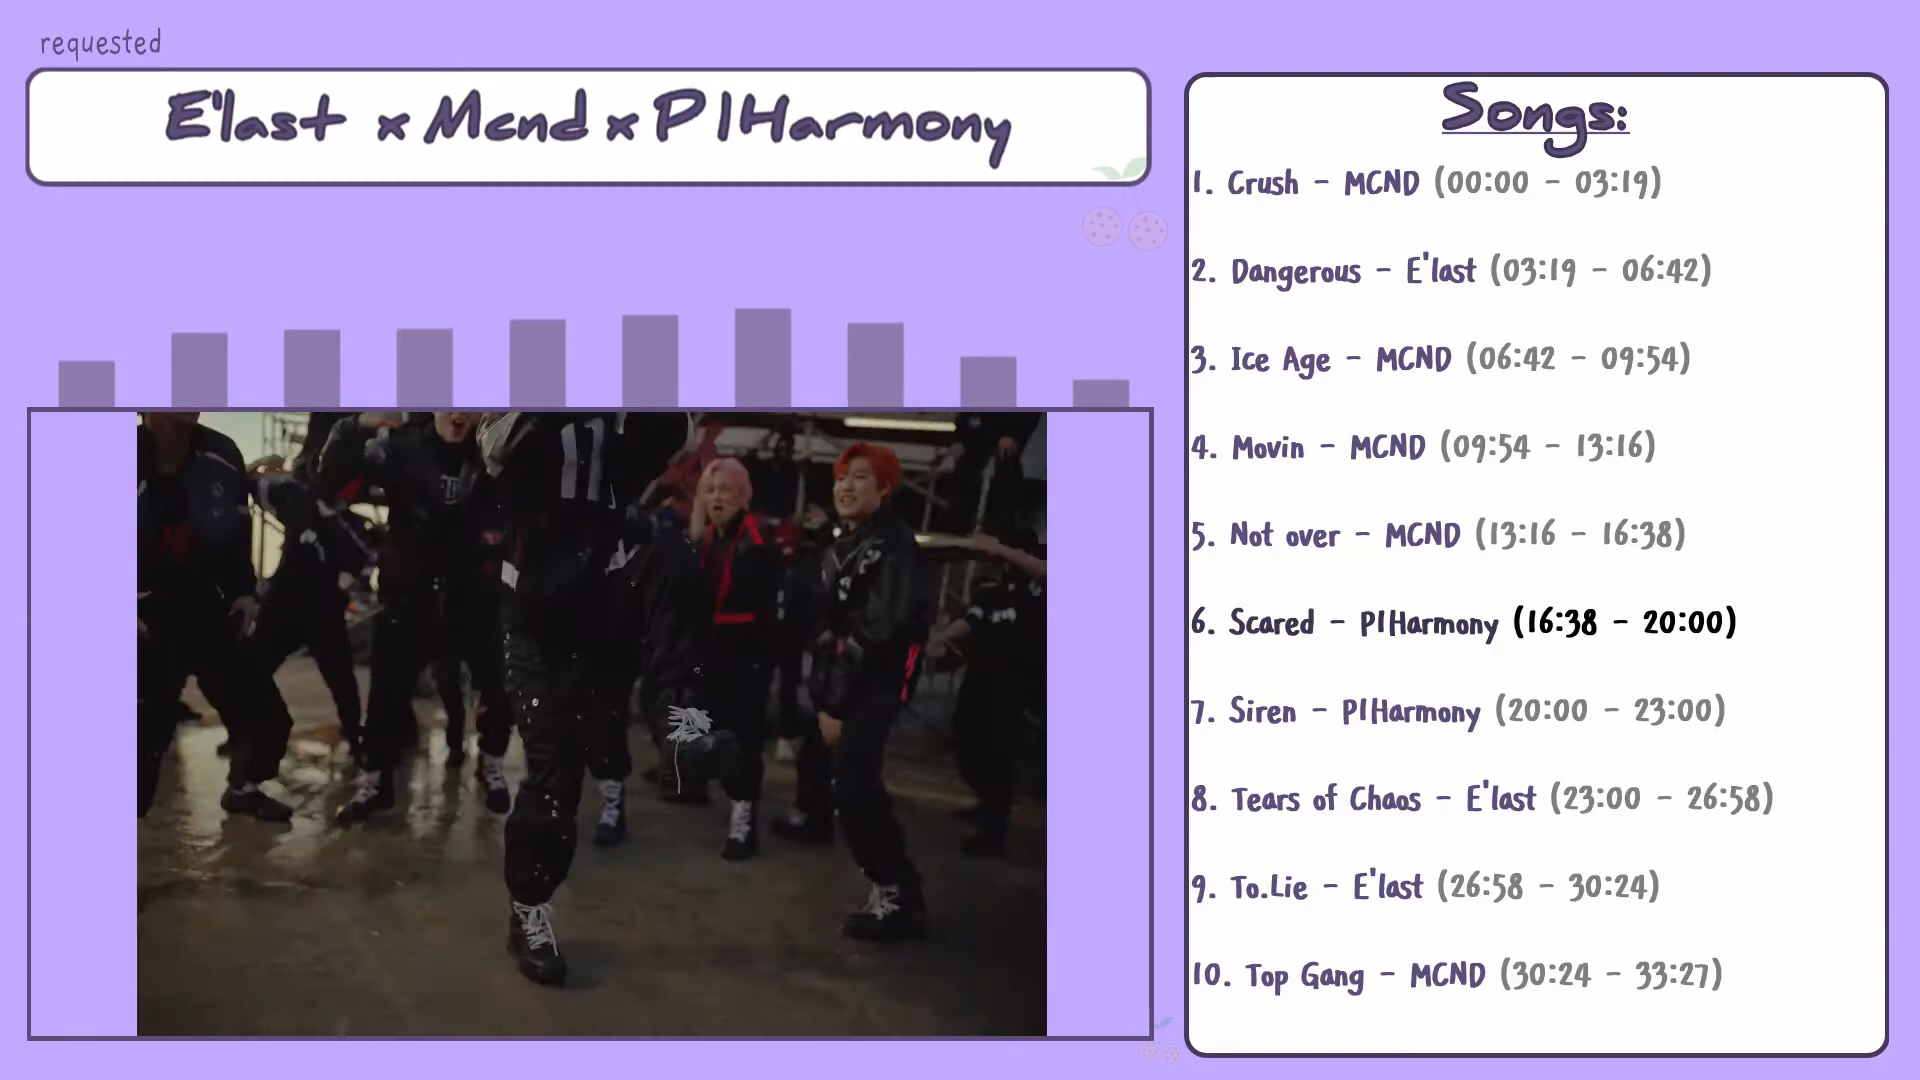 requested
E'last x Mcnd x P1Harmony
Songs:
1. Crush - MCND (00:00 - 03:19)
2. Dangerous - E'last (03:19 - 06:42)
3. Ice Age - MCND (06:42 - 09:54)
4. Movin - MCND (09:54 - 13:16)
5. Not over - MCND (13:16 - 16:38)
6. Scared - P1Harmony (16:38 - 20:00)
7. Siren - P1Harmony (20:00 - 23:00)
8. Tears of Chaos - E'last (23:00 - 26:58)
9. To.Lie - E'last (26:58 - 30:24)
10. Top Gang - MCND (30:24 - 33:27)
11